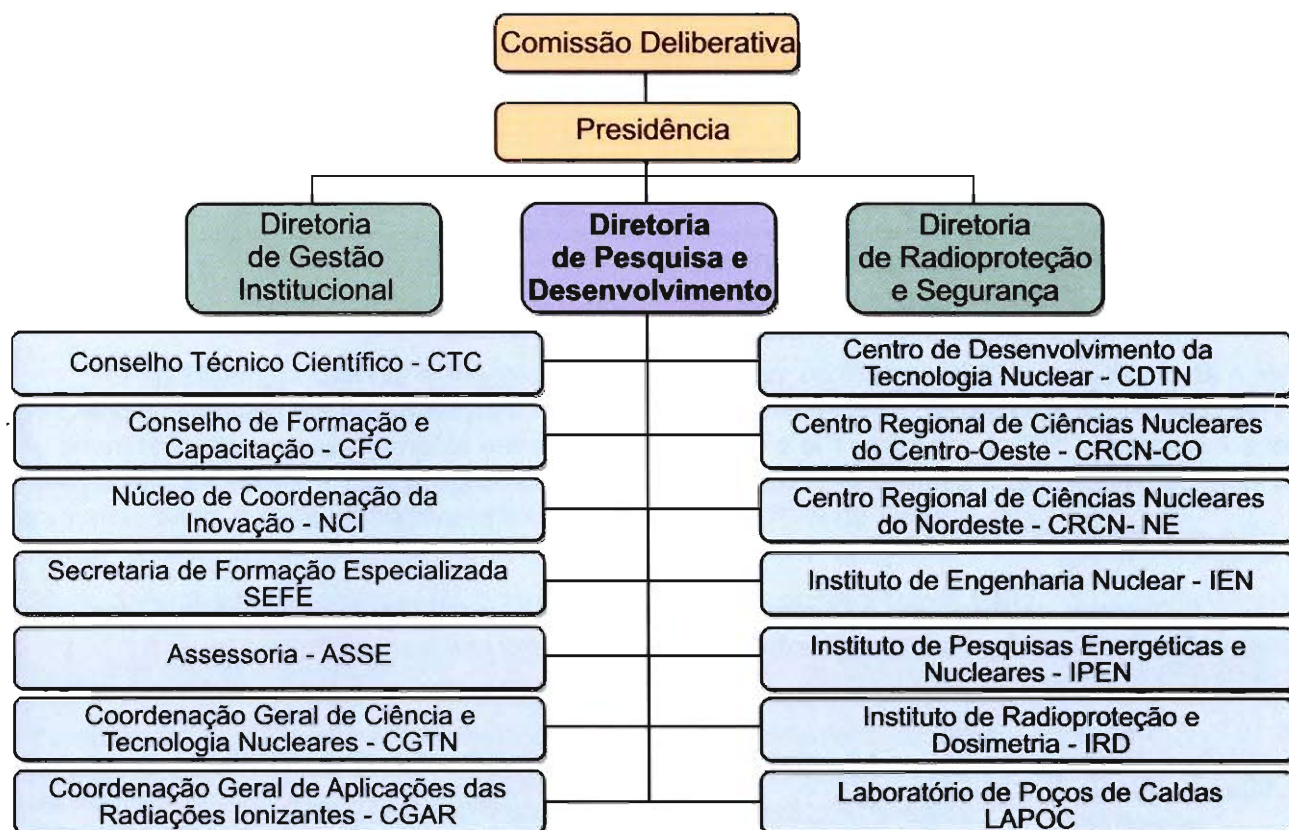 Comissão Deliberativa
Presidência
Diretoria
de Gestão
Institucional
Diretoria
de Pesquisa e
Desenvolvimento
Diretoria
de Radioproteção
e Segurança
Conselho Técnico Científico - CTC
Conselho de Formação e
Capacitação - CFC
Núcleo de Coordenação da
Inovação - NCI
Secretaria de Formação Especializada
SEFE
Assessoria - ASSE
Coordenação Geral de Ciência e
Tecnologia Nucleares - CGTN
Coordenação Geral de Aplicações das
Radiações Ionizantes - CGAR
Centro de Desenvolvimento da
Tecnologia Nuclear - CDTN
Centro Regional de Ciências Nucleares
do Centro-Oeste - CRCN-CO
Centro Regional de Ciências Nucleares
do Nordeste - CRCN- NE
Instituto de Engenharia Nuclear - IEN
Instituto de Pesquisas Energéticas e
Nucleares - IPEN
Instituto de Radioproteção e
Dosimetria - IRD
Laboratório de Poços de Caldas
LAPOC